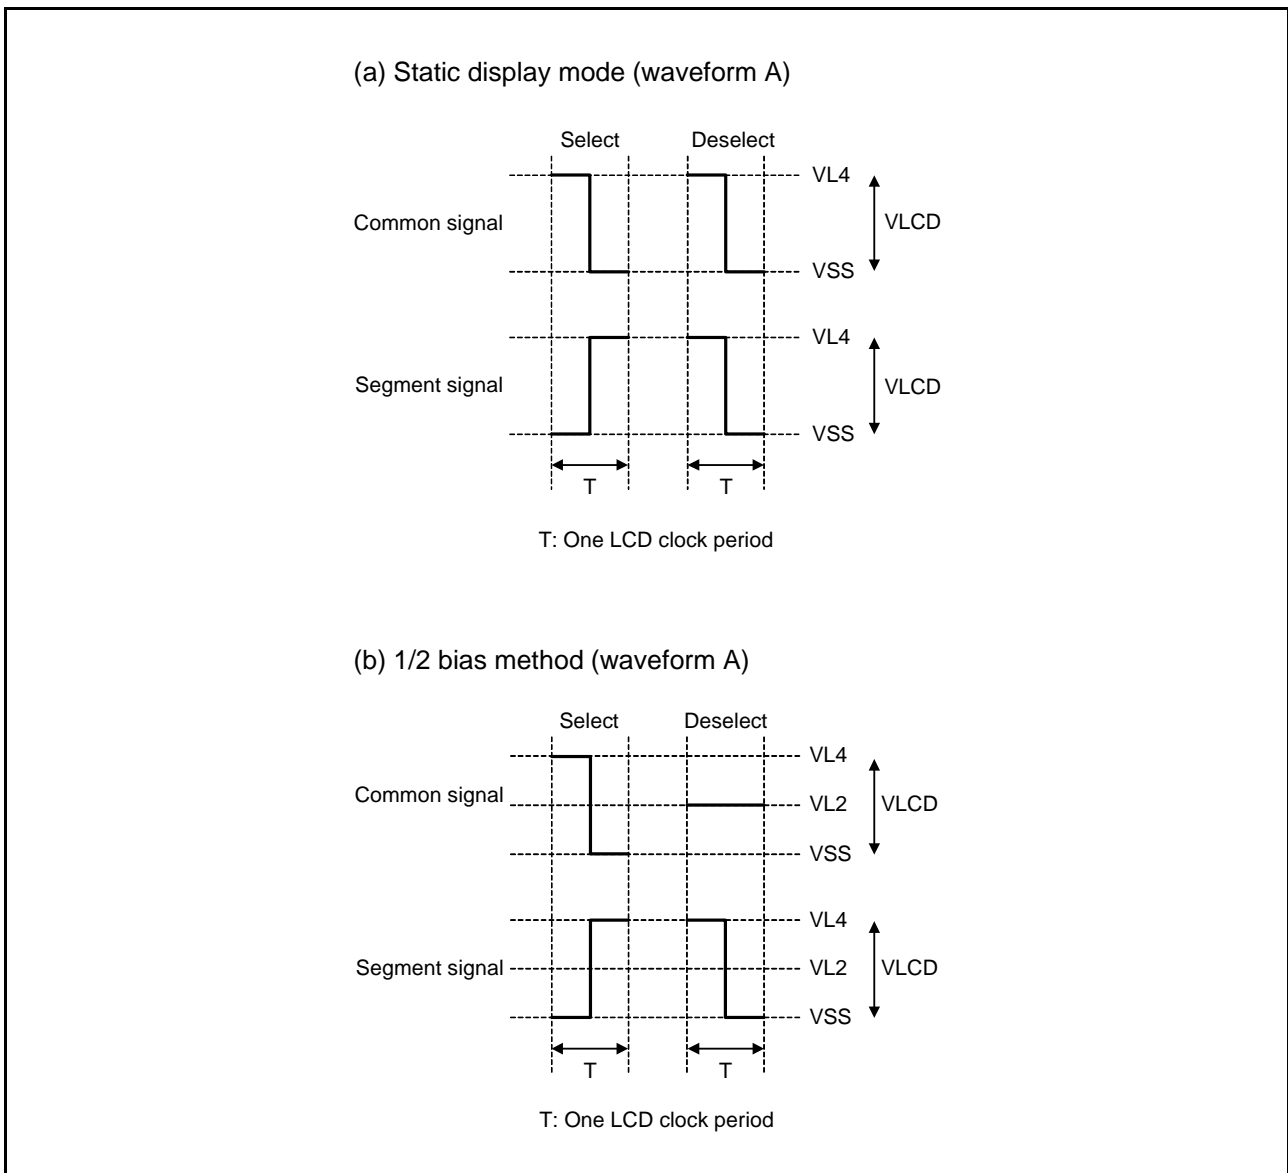 (a) Static display mode (waveform A)
Select Deselect
VL4
Common signal VLCD
VSS
VL4
Segment signal VLCD
VSS
T T
T: One LCD clock period
(b) 1/2 bias method (waveform A)
Select Deselect
VL4
Common signal VL2 VLCD
VSS
VL4
Segment signal VL2 VLCD
VSS
T T
T: One LCD clock period